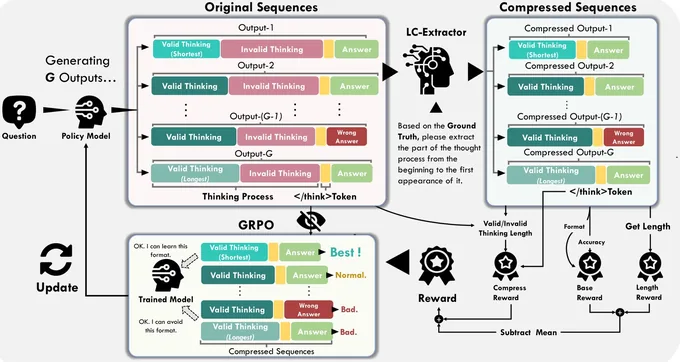 Original Sequences
Compressed Sequences
Generating
G Outputs…
Question
Policy Model
Output-1
Valid Thinking
(Shortest)
Invalid Thinking
Answer
Output-2
Valid Thinking
Invalid Thinking
Answer
Output-(G-1)
Valid Thinking
Invalid Thinking
Wrong
Answer
Output-G
Valid Thinking
(Longest)
Invalid Thinking
Answer
Thinking Process
</think>Token
LC-Extractor
Based on the Ground
Truth, please extract
the part of the thought
process from the
beginning to the first
appearance of it.
Compressed Output-1
Valid Thinking
(Shortest)
Answer
Compressed Output-2
Valid Thinking
Answer
Compressed Output-(G-1)
Valid Thinking
Wrong
Answer
Compressed Output-G
Valid Thinking
(Longest)
Answer
</think>Token
Valid/Invalid
Thinking Length
Format
Accuracy
Get Length
Compress
Reward
Base
Reward
Length
Reward
Subtract Mean
Reward
GRPO
OK. I can learn this
format.
Trained Model
OK. I can avoid
this format.
Valid Thinking
(Shortest)
Answer
Best !
Valid Thinking
Answer
Normal.
Valid Thinking
Wrong
Answer
Bad.
Valid Thinking
(Longest)
Answer
Bad.
Compressed Sequences
Update